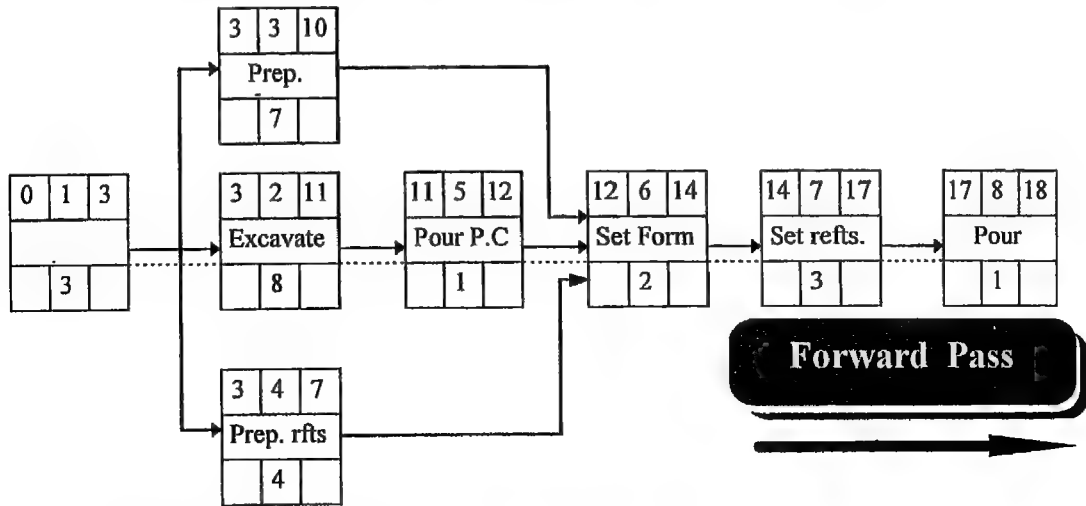 3 3 10
Prep.
7
0 1 3
3
3 2 11
Excavate
8
11 5 12
Pour P.C
1
12 6 14
Set Form
2
14 7 17
Set refts.
3
17 8 18
Pour
1
3 4 7
Prep. rfts
4
Forward Pass